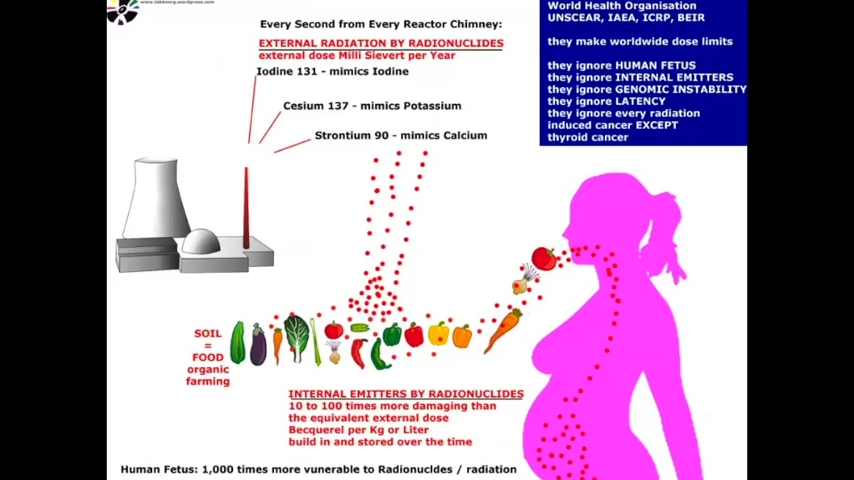 www.jekknorg.wordpress.com
Every Second from Every Reactor Chimney:
EXTERNAL RADIATION BY RADIONUCLIDES
external dose Milli Sievert per Year
Iodine 131 - mimics Iodine
Cesium 137 - mimics Potassium
Strontium 90 - mimics Calcium
World Health Organisation
UNSCEAR, IAEA, ICRP, BEIR
they make worldwide dose limits
they ignore HUMAN FETUS
they ignore INTERNAL EMITTERS
they ignore GENOMIC INSTABILITY
they ignore LATENCY
they ignore every radiation
induced cancer EXCEPT
thyroid cancer
SOIL
=
FOOD
organic
farming
INTERNAL EMITTERS BY RADIONUCLIDES
10 to 100 times more damaging than
the equivalent external dose
Becquerel per Kg or Liter
build in and stored over the time
Human Fetus: 1,000 times more vunerable to Radionucldes / radiation